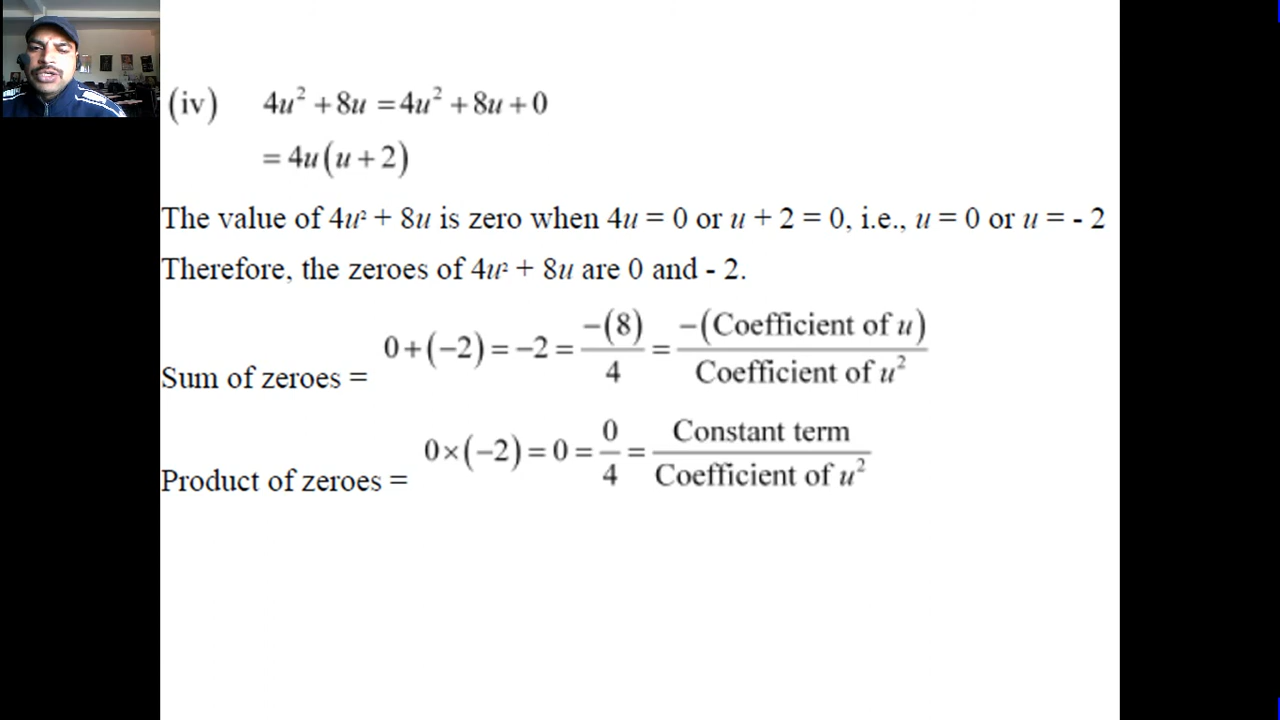 (iv) 4u² + 8u = 4u² + 8u + 0
= 4u(u + 2)
The value of 4u² + 8u is zero when 4u = 0 or u + 2 = 0, i.e., u = 0 or u = - 2
Therefore, the zeroes of 4u² + 8u are 0 and - 2.
Sum of zeroes = 0 + (−2) = −2 = −(8)/4 = −(Coefficient of u)/Coefficient of u²
Product of zeroes = 0 × (−2) = 0 = 0/4 = Constant term/Coefficient of u²